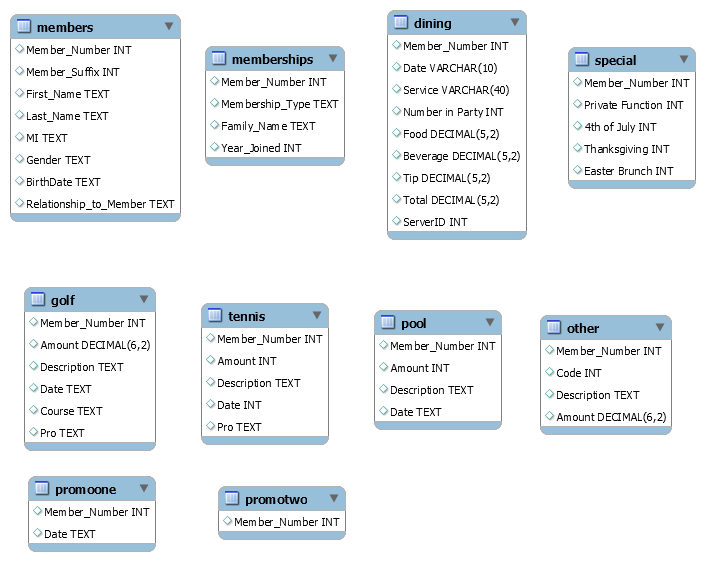 members
Member_Number INT
Member_Suffix INT
First_Name TEXT
Last_Name TEXT
MI TEXT
Gender TEXT
BirthDate TEXT
Relationship_to_Member TEXT
memberships
Member_Number INT
Membership_Type TEXT
Family_Name TEXT
Year_Joined INT
dining
Member_Number INT
Date VARCHAR(10)
Service VARCHAR(40)
Number in Party INT
Food DECIMAL(5,2)
Beverage DECIMAL(5,2)
Tip DECIMAL(5,2)
Total DECIMAL(5,2)
ServerID INT
special
Member_Number INT
Private Function INT
4th of July INT
Thanksgiving INT
Easter Brunch INT
golf
Member_Number INT
Amount DECIMAL(6,2)
Description TEXT
Date TEXT
Course TEXT
Pro TEXT
tennis
Member_Number INT
Amount INT
Description TEXT
Date INT
Pro TEXT
pool
Member_Number INT
Amount INT
Description TEXT
Date TEXT
other
Member_Number INT
Code INT
Description TEXT
Amount DECIMAL(6,2)
promoone
Member_Number INT
Date TEXT
promotwo
Member_Number INT